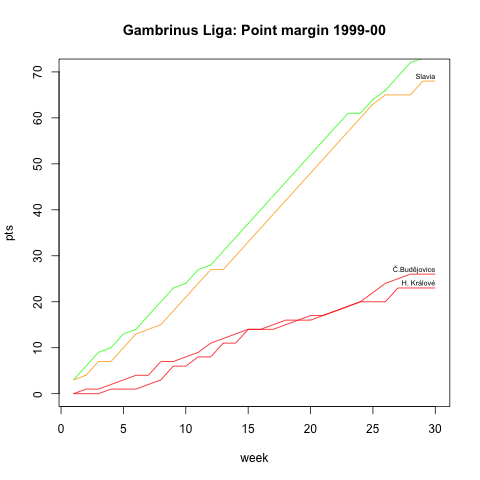 Gambrinus Liga: Point margin 1999-00
pts
70
60
50
40
30
20
10
0
Slavia
Č.Budějovice
H. Králové
0 5 10 15 20 25 30
week